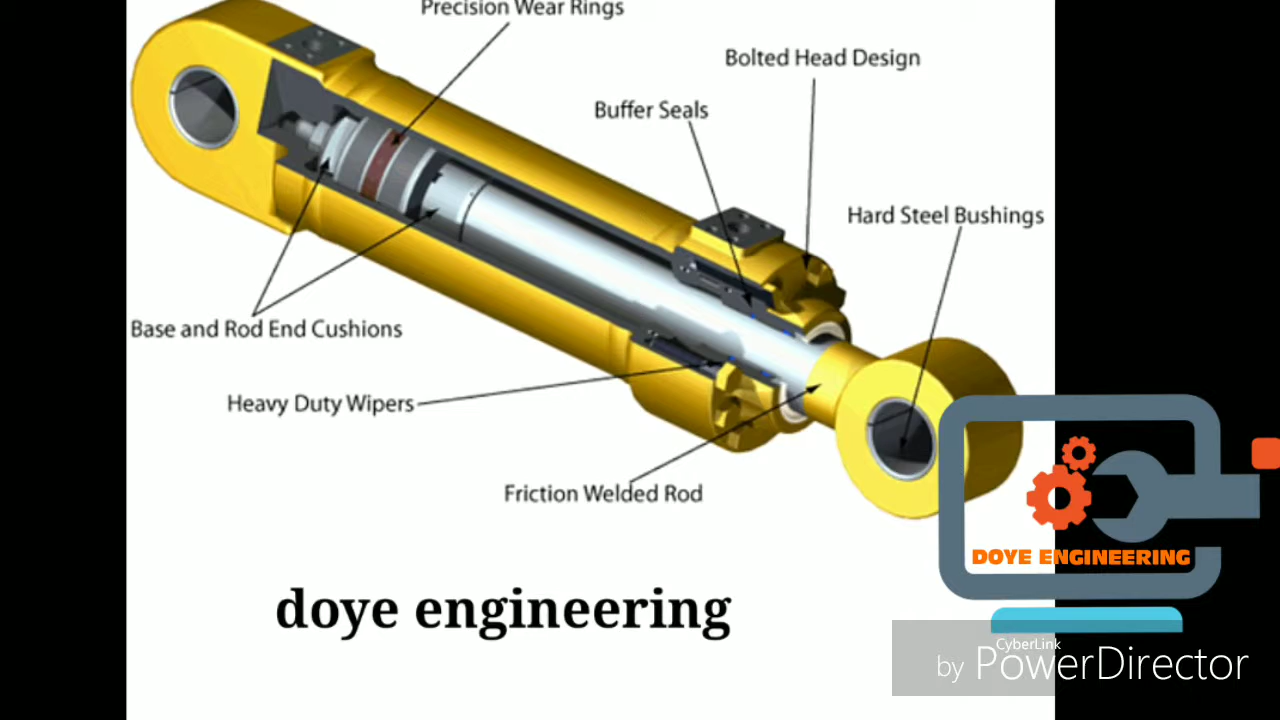 Precision Wear Rings
Bolted Head Design
Buffer Seals
Hard Steel Bushings
Base and Rod End Cushions
Heavy Duty Wipers
Friction Welded Rod
DOYE ENGINEERING
doye engineering
CyberLink
by PowerDirector